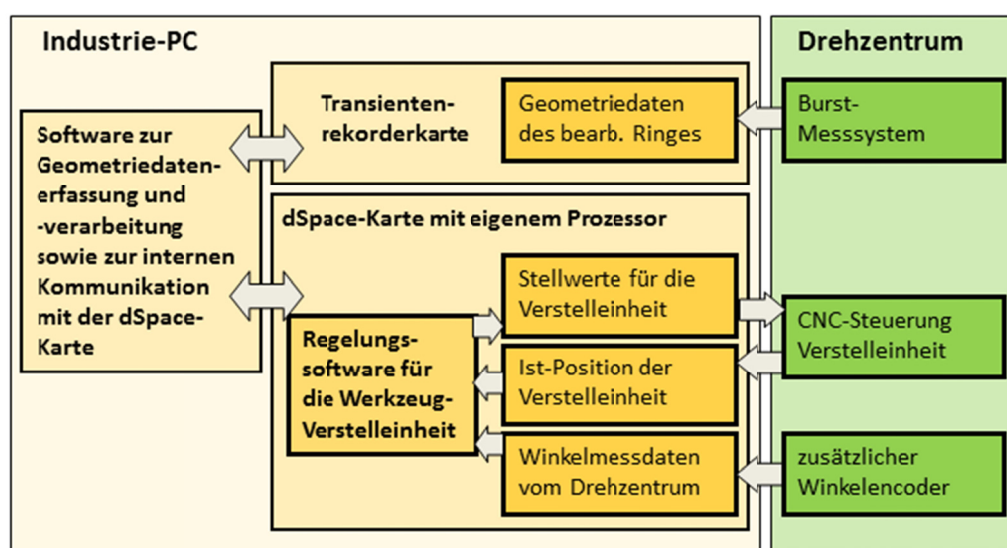 Industrie-PC
Drehzentrum
Software zur
Geometriedaten-
erfassung und
-verarbeitung
sowie zur internen
Kommunikation
mit der dSpace-
Karte
Transienten-
rekorderkarte
Geometriedaten
des bearb. Ringes
Burst-
Messsystem
dSpace-Karte mit eigenem Prozessor
Regelungs-
software für
die Werkzeug-
Verstelleinheit
Stellwerte für die
Verstelleinheit
Ist-Position der
Verstelleinheit
Winkelmessdaten
vom Drehzentrum
CNC-Steuerung
Verstelleinheit
zusätzlicher
Winkelencoder